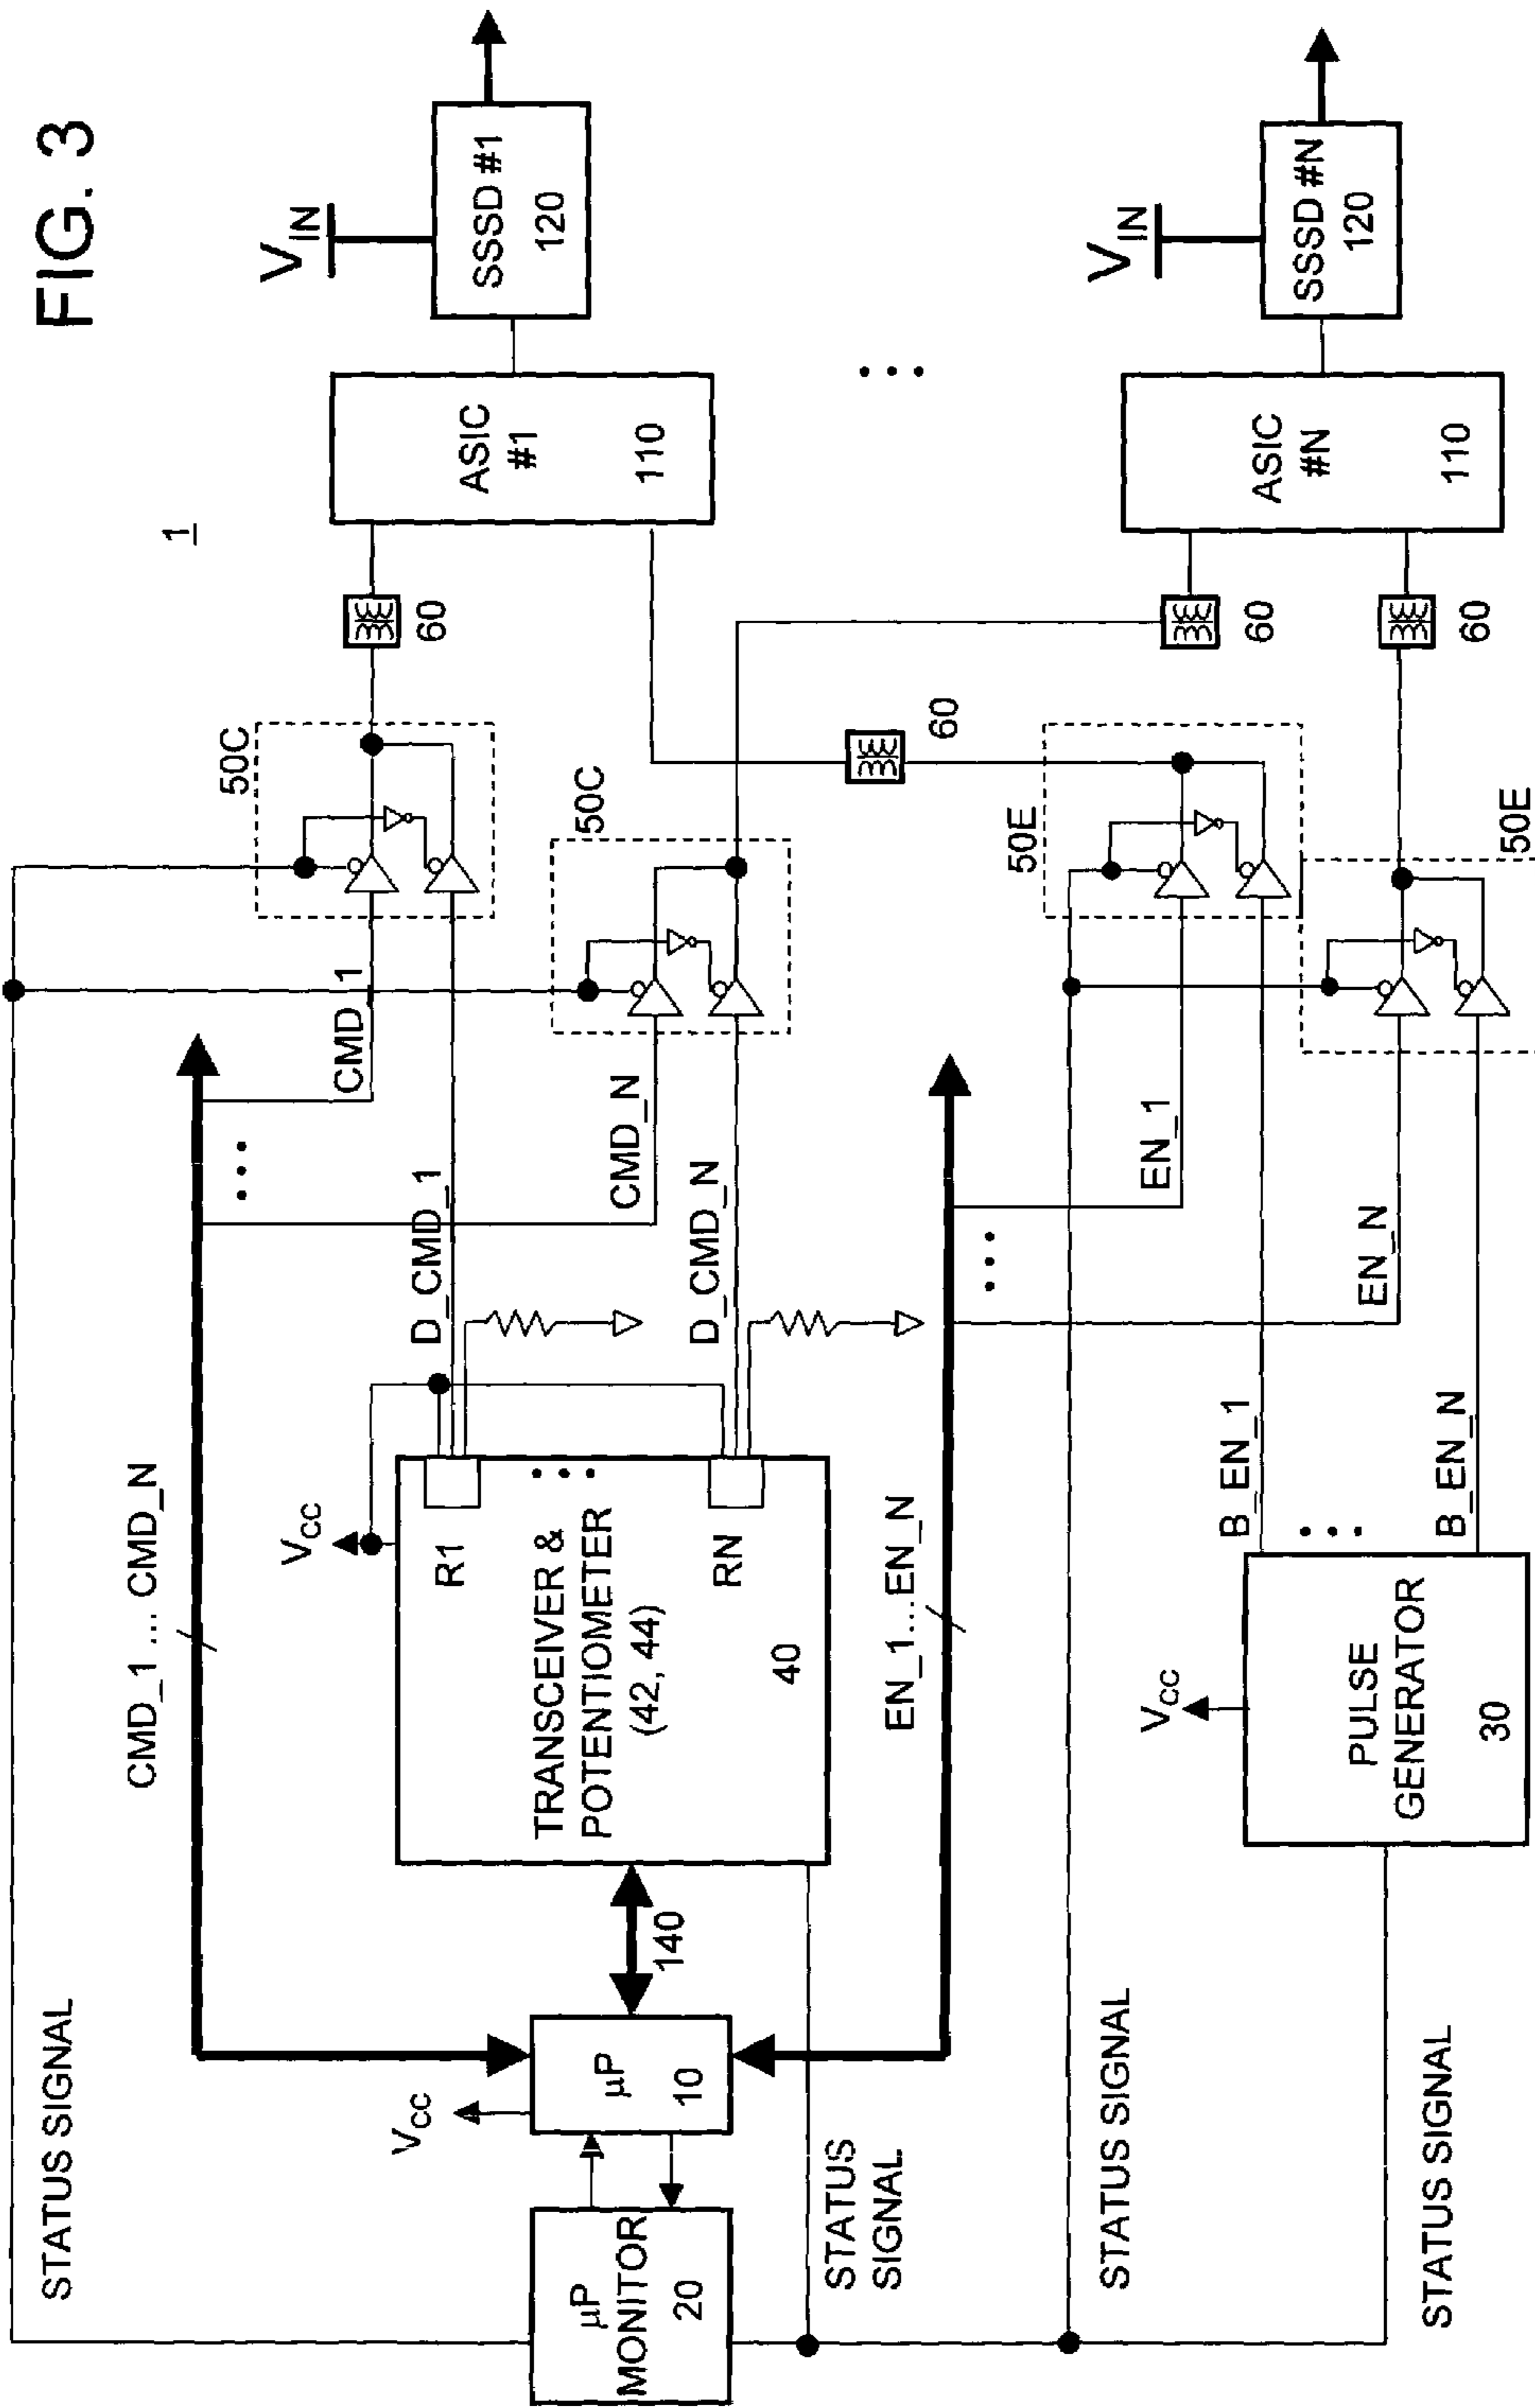 FIG. 3
1
STATUS SIGNAL
CMD_1 ... CMD_N
CMD_1
50C
60
V_IN
SSSD #1
120
ASIC
#1
110
V_CC
R1
D_CMD_1
TRANSCEIVER &
POTENTIOMETER
(42, 44)
RN
40
CMD_N
D_CMD_N
50C
µP
MONITOR
20
V_CC
µP
10
140
STATUS
SIGNAL
EN_1...EN_N
60
EN_1
50E
60
60
V_IN
SSSD #N
120
ASIC
#N
110
STATUS SIGNAL
V_CC
PULSE
GENERATOR
30
B_EN_1
EN_N
B_EN_N
50E
STATUS SIGNAL